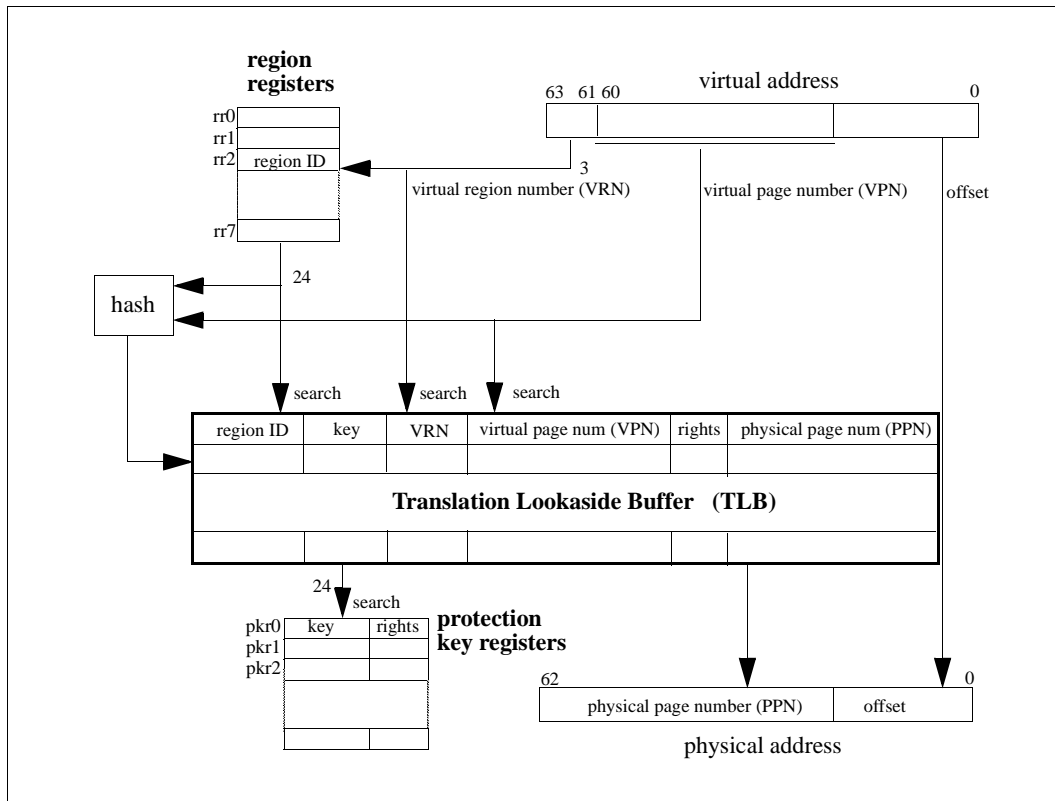 region
registers
virtual address
63 61 60 0
rr0
rr1
rr2 region ID
3
virtual region number (VRN) virtual page number (VPN) offset
rr7
24
hash
search search search
region ID key VRN virtual page num (VPN) rights physical page num (PPN)
Translation Lookaside Buffer (TLB)
24
search
protection
key registers
pkr0 key rights
pkr1
pkr2
62 0
physical page number (PPN) offset
physical address